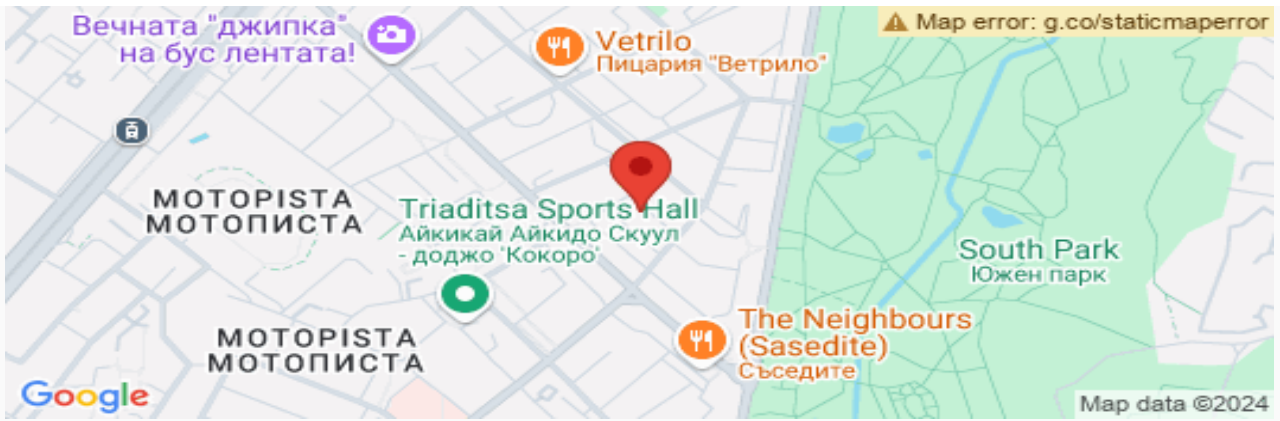 Вечната "джипка"
на бус лентата!
Vetrilo
Пицария "Ветрило"
Map error: g.co/staticmaperror
MOTOPISTA
МОТОПИСТА
Triaditsa Sports Hall
Айкикай Айкидо Скуул
- доджо 'Кокоро'
South Park
Южен парк
MOTOPISTA
МОТОПИСТА
The Neighbours
(Sasedite)
Съседите
Google
Map data ©2024